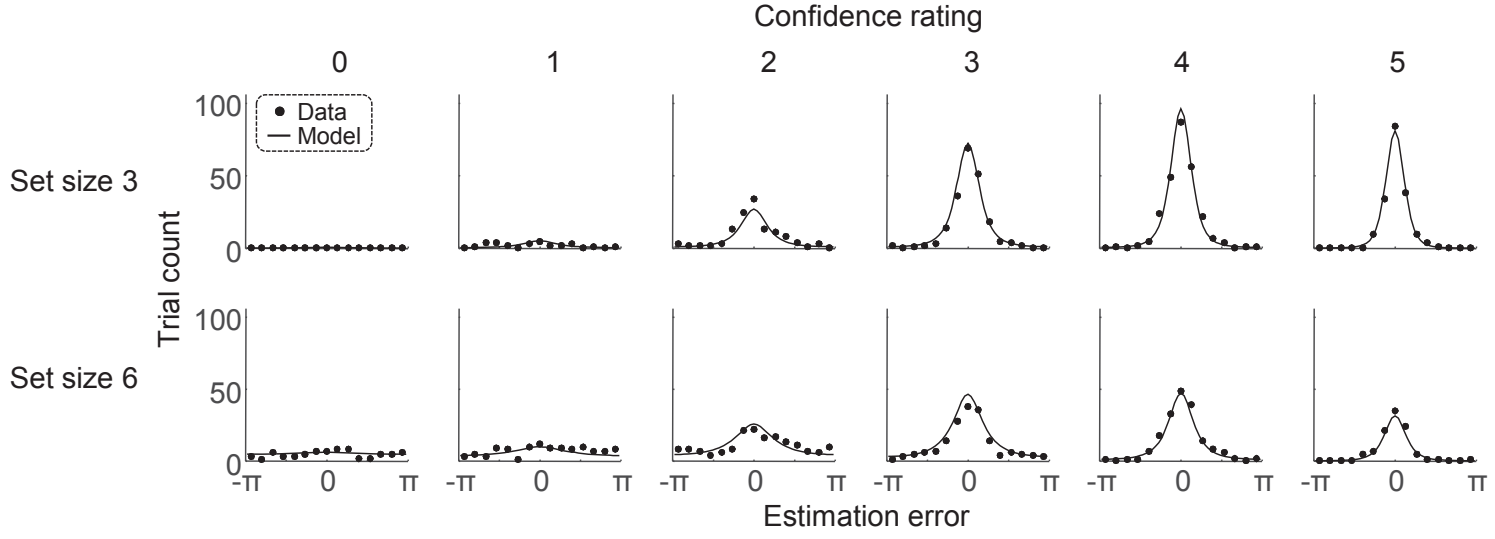 Confidence rating
0 1 2 3 4 5
100
Data
Model
Set size 3
50
0
Trial count
100
Set size 6
50
0
-π 0 π -π 0 π -π 0 π -π 0 π -π 0 π -π 0 π
Estimation error